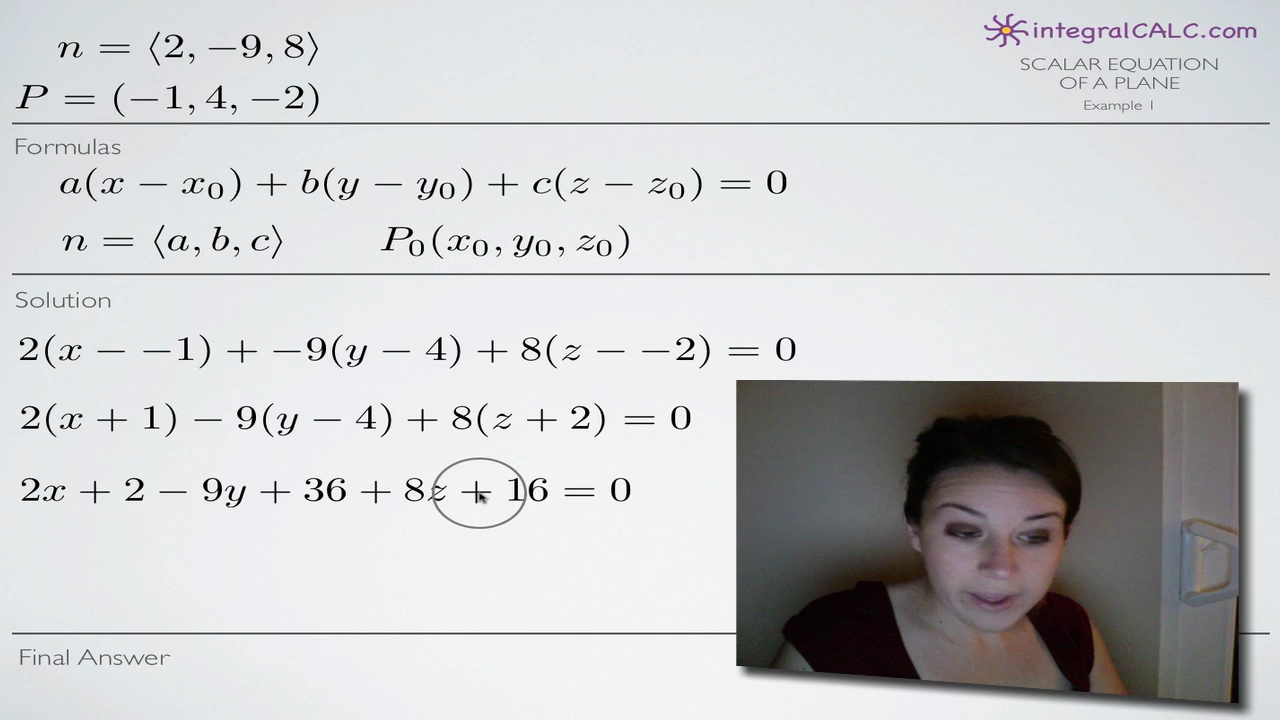 n = ⟨2, −9, 8⟩
P = (−1, 4, −2)
integralCALC.com
SCALAR EQUATION
OF A PLANE
Example 1
Formulas
a(x − x₀) + b(y − y₀) + c(z − z₀) = 0
n = ⟨a, b, c⟩ P₀(x₀, y₀, z₀)
Solution
2(x − −1) + −9(y − 4) + 8(z − −2) = 0
2(x + 1) − 9(y − 4) + 8(z + 2) = 0
2x + 2 − 9y + 36 + 8z + 16 = 0
Final Answer